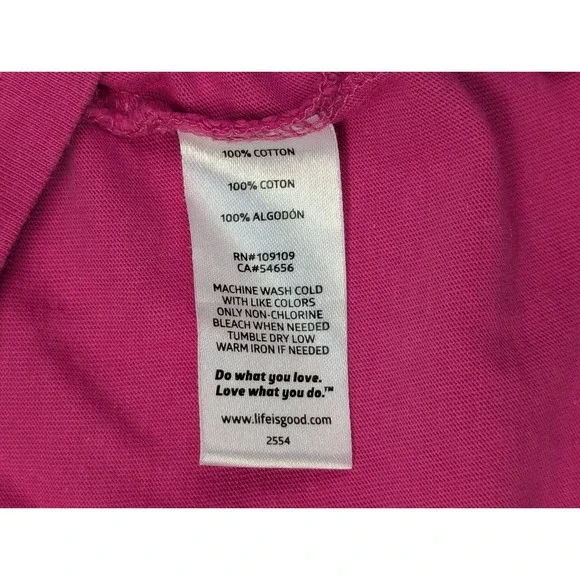 100% COTTON
100% COTON
100% ALGODÓN
RN#109109
CA#54656
MACHINE WASH COLD
WITH LIKE COLORS
ONLY NON-CHLORINE
BLEACH WHEN NEEDED
TUMBLE DRY LOW
WARM IRON IF NEEDED
Do what you love.
Love what you do.™
www.lifeisgood.com
2554